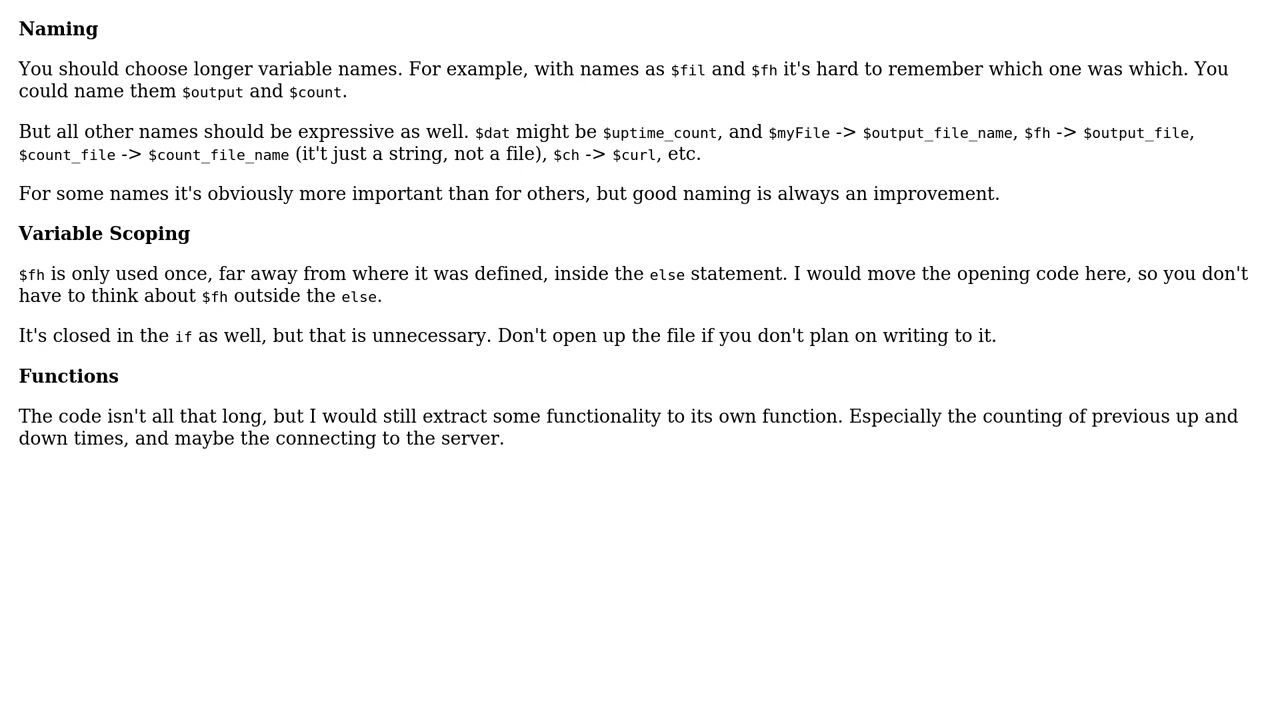 Naming
You should choose longer variable names. For example, with names as $fil and $fh it's hard to remember which one was which. You
could name them $output and $count.
But all other names should be expressive as well. $dat might be $uptime_count, and $myFile -> $output_file_name, $fh -> $output_file,
$count_file -> $count_file_name (it's just a string, not a file), $ch -> $curl, etc.
For some names it's obviously more important than for others, but good naming is always an improvement.
Variable Scoping
$fh is only used once, far away from where it was defined, inside the else statement. I would move the opening code here, so you don't
have to think about $fh outside the else.
It's closed in the if as well, but that is unnecessary. Don't open up the file if you don't plan on writing to it.
Functions
The code isn't all that long, but I would still extract some functionality to its own function. Especially the counting of previous up and
down times, and maybe the connecting to the server.